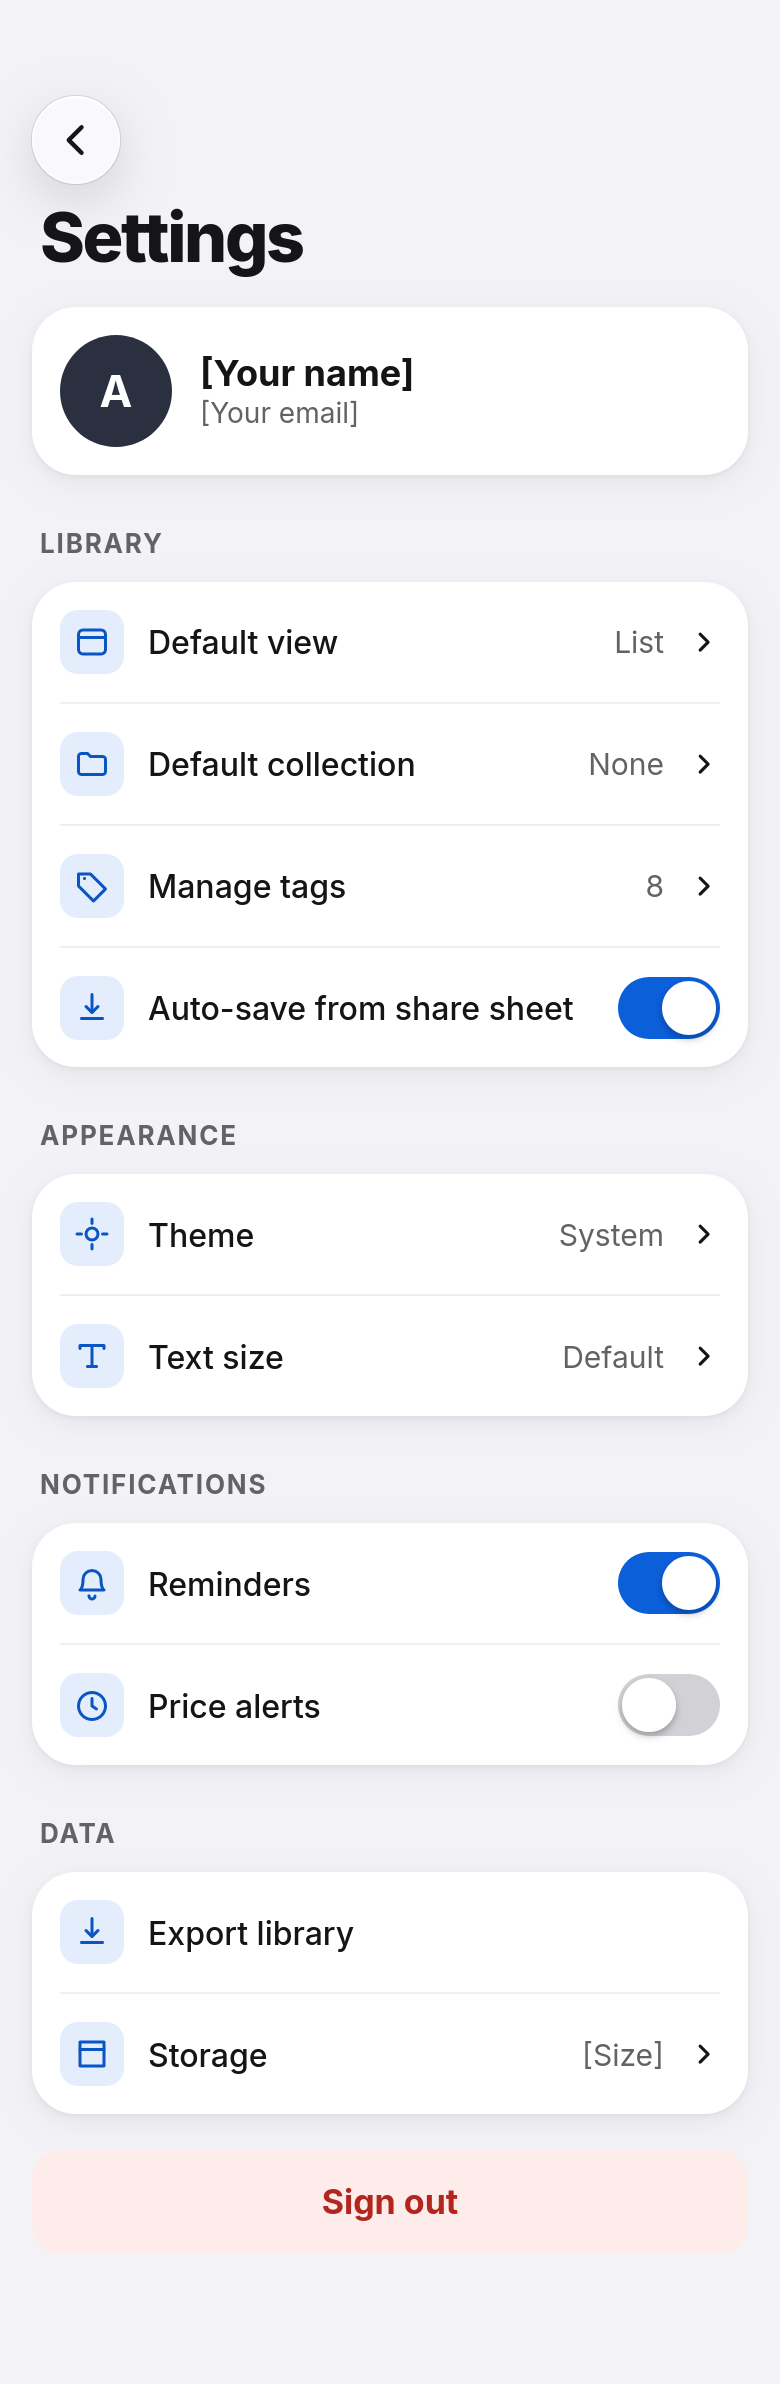 Settings
A
[Your name]
[Your email]
LIBRARY
Default view List
Default collection None
Manage tags 8
Auto-save from share sheet
APPEARANCE
Theme System
Text size Default
NOTIFICATIONS
Reminders
Price alerts
DATA
Export library
Storage [Size]
Sign out